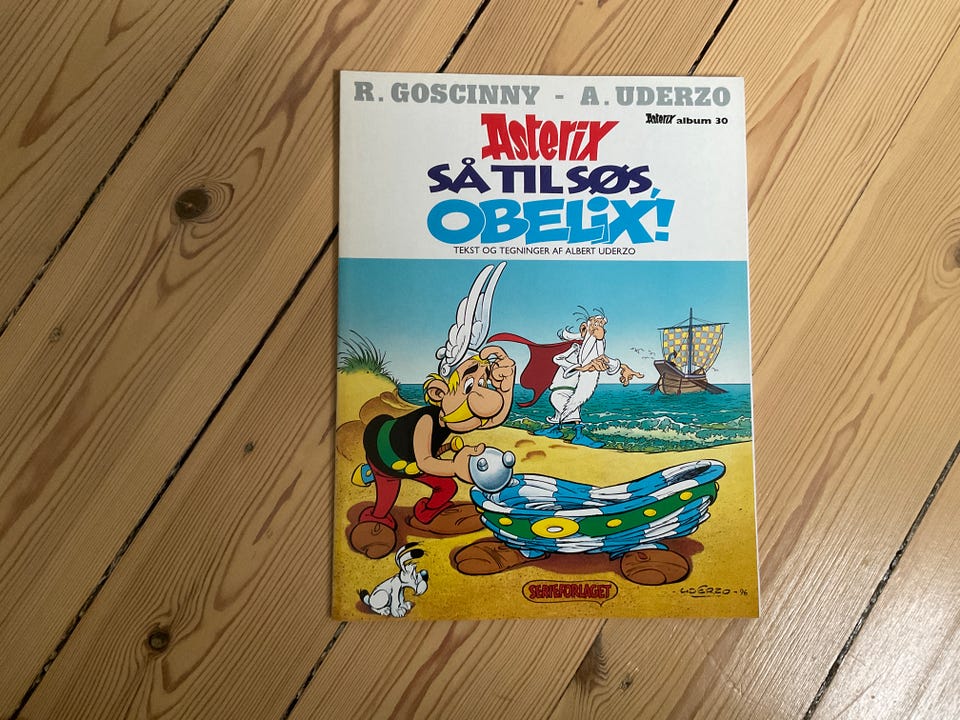 R. GOSCINNY - A. UDERZO
Asterix album 30
Asterix
SÅ TIL SØS,
OBELIX!
TEKST OG TEGNINGER AF ALBERT UDERZO
SERIEFORLAGET
- UDERZO - 96